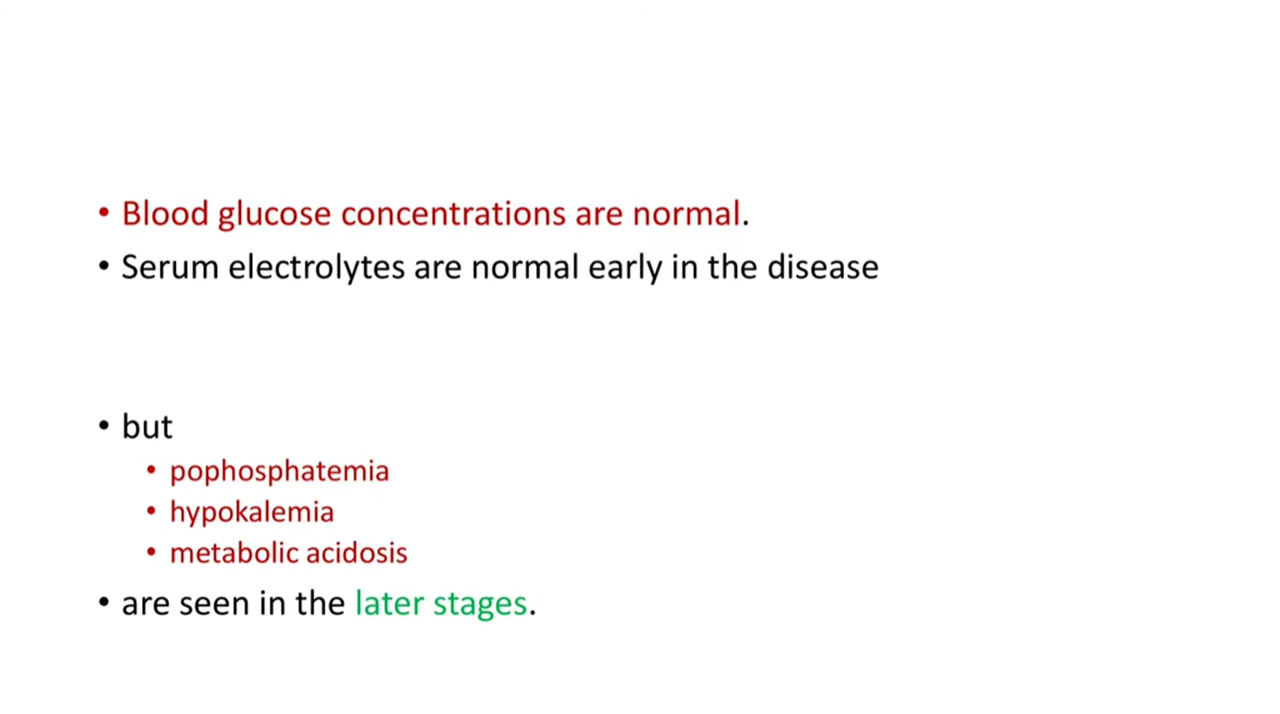 • Blood glucose concentrations are normal.
• Serum electrolytes are normal early in the disease
• but
• pophosphatemia
• hypokalemia
• metabolic acidosis
• are seen in the later stages.